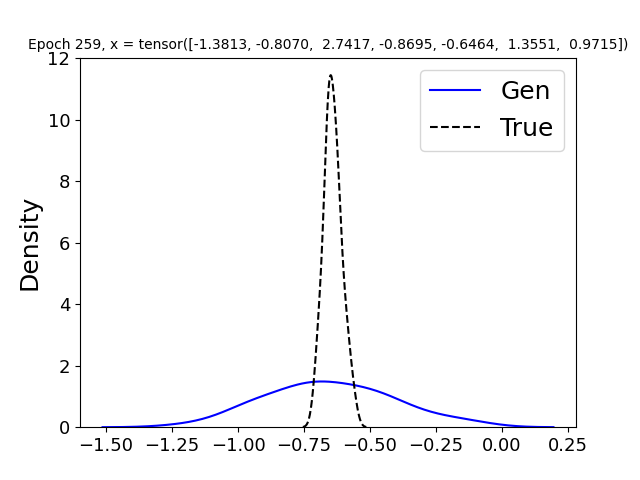 Epoch 259, x = tensor([-1.3813, -0.8070,  2.7417, -0.8695, -0.6464,  1.3551,  0.9715])
12
10
8
6
4
2
0
Density
Gen
True
−1.50 −1.25 −1.00 −0.75 −0.50 −0.25 0.00 0.25